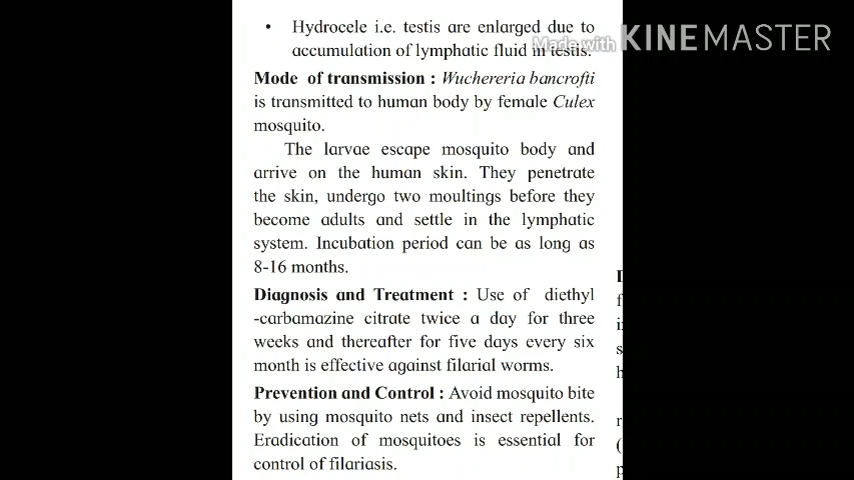 • Hydrocele i.e. testis are enlarged due to
accumulation of lymphatic fluid in testis.
Made with KINEMASTER
Mode of transmission : Wuchereria bancrofti
is transmitted to human body by female Culex
mosquito.
The larvae escape mosquito body and
arrive on the human skin. They penetrate
the skin, undergo two moultings before they
become adults and settle in the lymphatic
system. Incubation period can be as long as
8-16 months.
Diagnosis and Treatment : Use of diethyl
-carbamazine citrate twice a day for three
weeks and thereafter for five days every six
month is effective against filarial worms.
Prevention and Control : Avoid mosquito bite
by using mosquito nets and insect repellents.
Eradication of mosquitoes is essential for
control of filariasis.